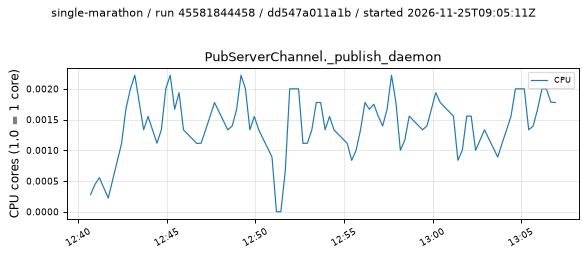 single-marathon / run 45581844458 / dd547a011a1b / started 2026-11-25T09:05:11Z
PubServerChannel._publish_daemon
CPU
CPU cores (1.0 = 1 core)
0.0020
0.0015
0.0010
0.0005
0.0000
12:40
12:45
12:50
12:55
13:00
13:05